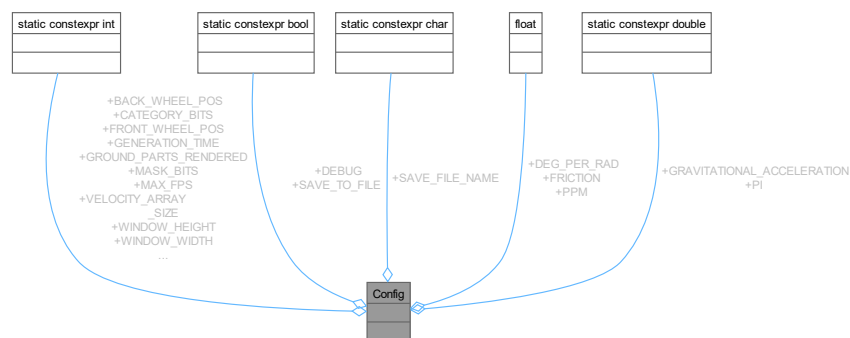 static constexpr int
static constexpr bool
static constexpr char
float
static constexpr double
+BACK_WHEEL_POS
+CATEGORY_BITS
+FRONT_WHEEL_POS
+GENERATION_TIME
+GROUND_PARTS_RENDERED
+MASK_BITS
+MAX_FPS
+VELOCITY_ARRAY
_SIZE
+WINDOW_HEIGHT
+WINDOW_WIDTH
...
+DEBUG
+SAVE_TO_FILE
+SAVE_FILE_NAME
+DEG_PER_RAD
+FRICTION
+PPM
+GRAVITATIONAL_ACCELERATION
+PI
Config